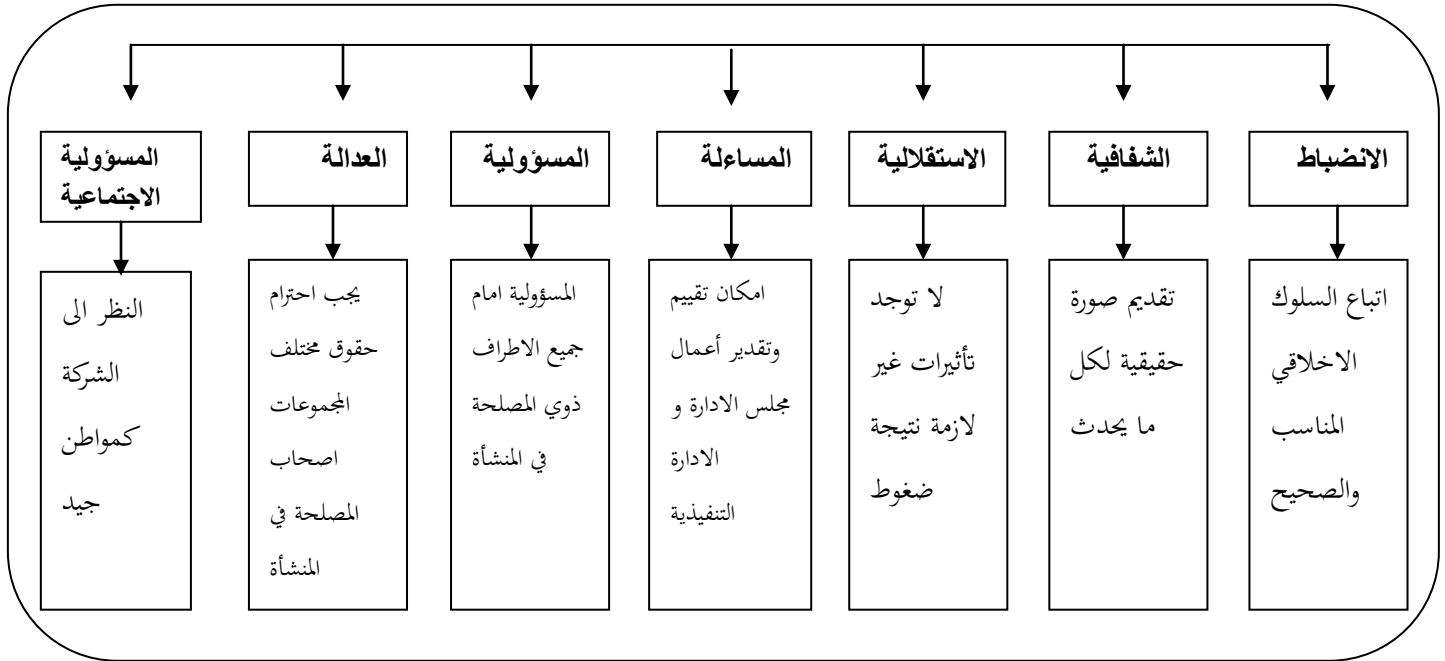 الانضباط
الشفافية
الاستقلالية
المساءلة
المسؤولية
العدالة
المسؤولية
الاجتماعية
اتباع السلوك
الاخلاقي
المناسب
والصحيح
تقديم صورة
حقيقية لكل
ما يحدث
لا توجد
تأثيرات غير
لازمة نتيجة
ضغوط
امكان تقييم
وتقدير أعمال
مجلس الادارة و
الادارة
التنفيذية
المسؤولية امام
جميع الاطراف
ذوي المصلحة
في المنشأة
يجب احترام
حقوق مختلف
المجموعات
اصحاب
المصلحة في
المنشأة
النظر الى
الشركة
كمواطن
جيد